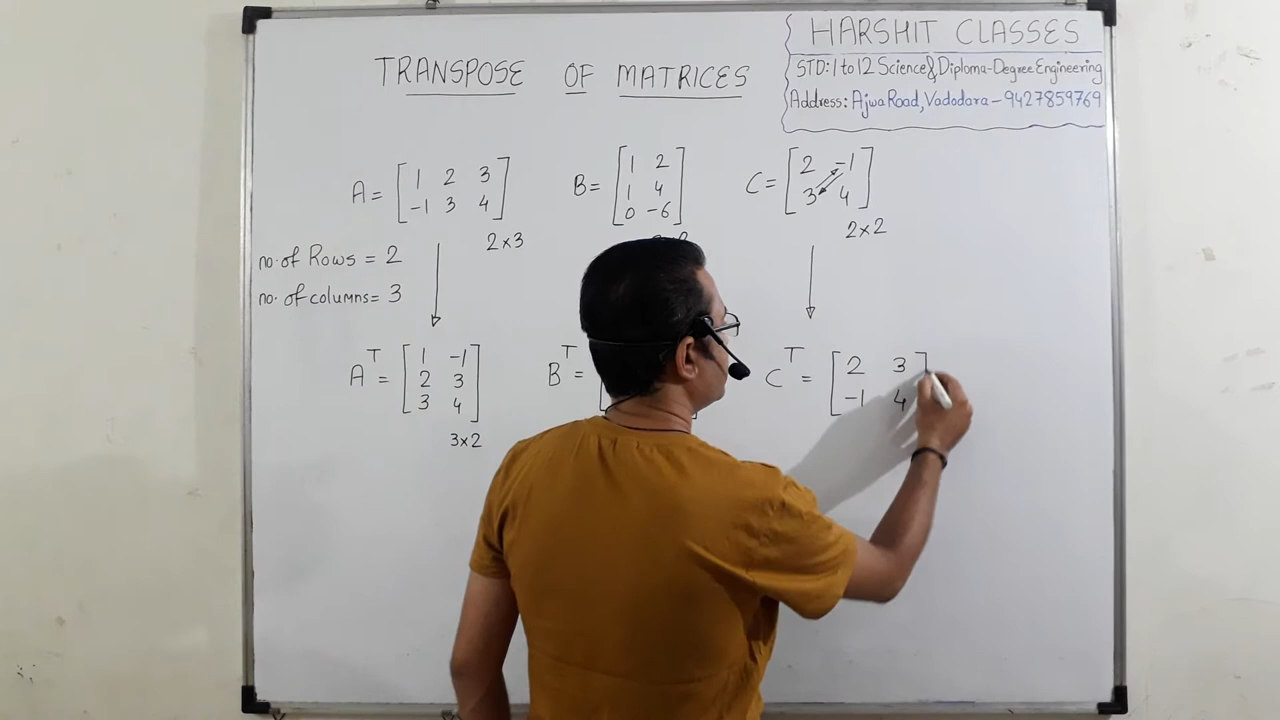 HARSHIT CLASSES
STD: 1 to 12 Science & Diploma-Degree Engineering
Address: Ajwa Road, Vadodara - 9427859769
TRANSPOSE OF MATRICES
A = [ 1 2 3
-1 3 4 ]
2×3
B = [ 1 2
1 4
0 -6 ]
C = [ 2 -1
3 4 ]
2×2
no. of Rows = 2
no. of columns = 3
A^T = [ 1 -1
2 3
3 4 ]
3×2
B^T = [
C^T = [ 2 3
-1 4 ]